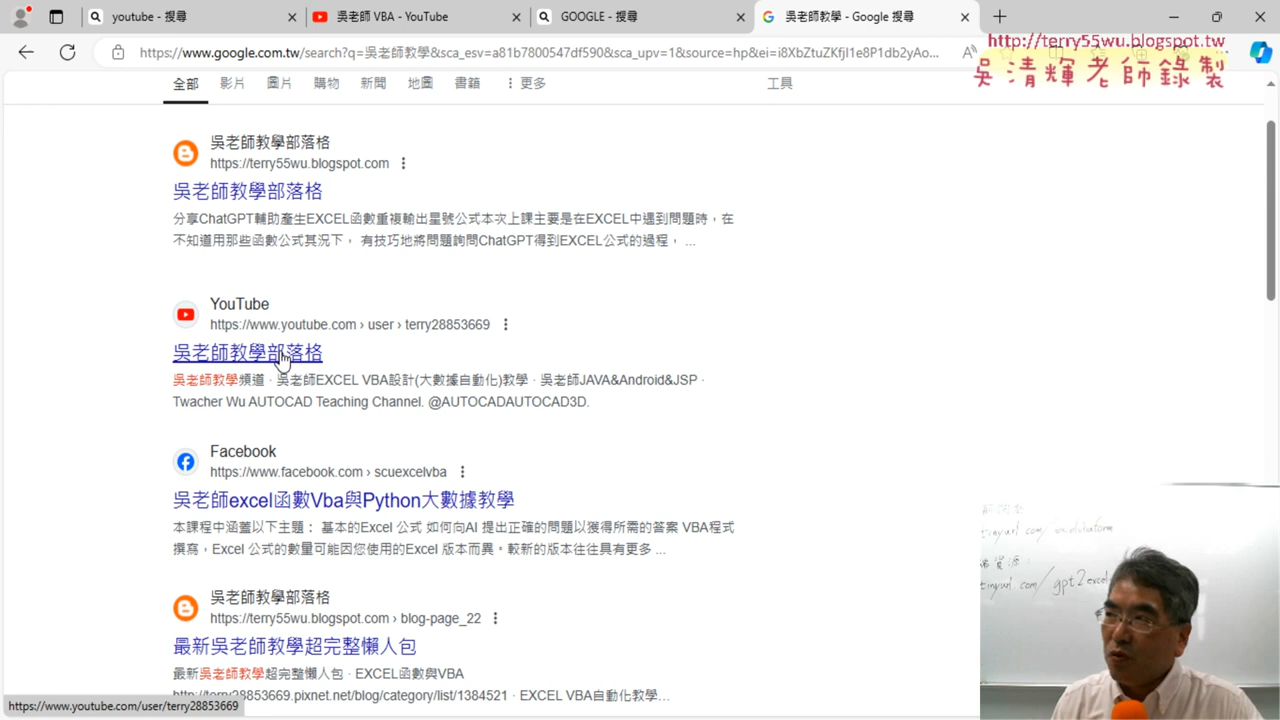 youtube - 搜尋
吳老師 VBA - YouTube
GOOGLE - 搜尋
吳老師教學 - Google 搜尋
https://www.google.com.tw/search?q=吳老師教學&sca_esv=a81b7800547df590&sca_upv=1&source=hp&ei=i8XbZtuZKfjI1e8P1db2yAo...
http://terry55wu.blogspot.tw
吳清輝老師錄製
全部 影片 圖片 購物 新聞 地圖 書籍 更多 工具
吳老師教學部落格
https://terry55wu.blogspot.com
吳老師教學部落格
分享ChatGPT輔助產生EXCEL函數重複輸出星號公式本次上課主要是在EXCEL中遇到問題時，在
不知道用那些函數公式其況下， 有技巧地將問題詢問ChatGPT得到EXCEL公式的過程， ...
YouTube
https://www.youtube.com › user › terry28853669
吳老師教學部落格
吳老師教學頻道 · 吳老師EXCEL VBA設計(大數據自動化)教學 · 吳老師JAVA&Android&JSP ·
Twacher Wu AUTOCAD Teaching Channel. @AUTOCADAUTOCAD3D.
Facebook
https://www.facebook.com › scuexcelvba
吳老師excel函數Vba與Python大數據教學
本課程中涵蓋以下主題： 基本的Excel 公式 如何向AI 提出正確的問題以獲得所需的答案 VBA程式
撰寫，Excel 公式的數量可能因您使用的Excel 版本而異，較新的版本往往具有更多 ...
吳老師教學部落格
https://terry55wu.blogspot.com › blog-page_22
最新吳老師教學超完整懶人包
最新吳老師教學超完整懶人包 · EXCEL函數與VBA
http://terry28853669.pixnet.net/blog/category/list/1384521 · EXCEL VBA自動化教學...
https://www.youtube.com/user/terry28853669
tinyurl com/
資源:
tinyurl com/gpt2excel